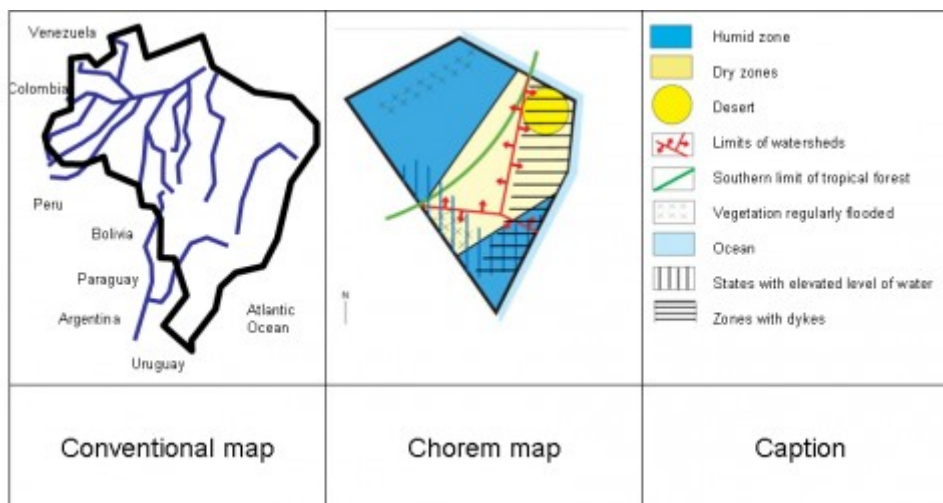 Venezuela
Colombia
Peru
Bolivia
Paraguay
Argentina
Uruguay
Atlantic
Ocean
N
Humid zone
Dry zones
Desert
Limits of watersheds
Southern limit of tropical forest
Vegetation regularly flooded
Ocean
States with elevated level of water
Zones with dykes
Conventional map
Chorem map
Caption